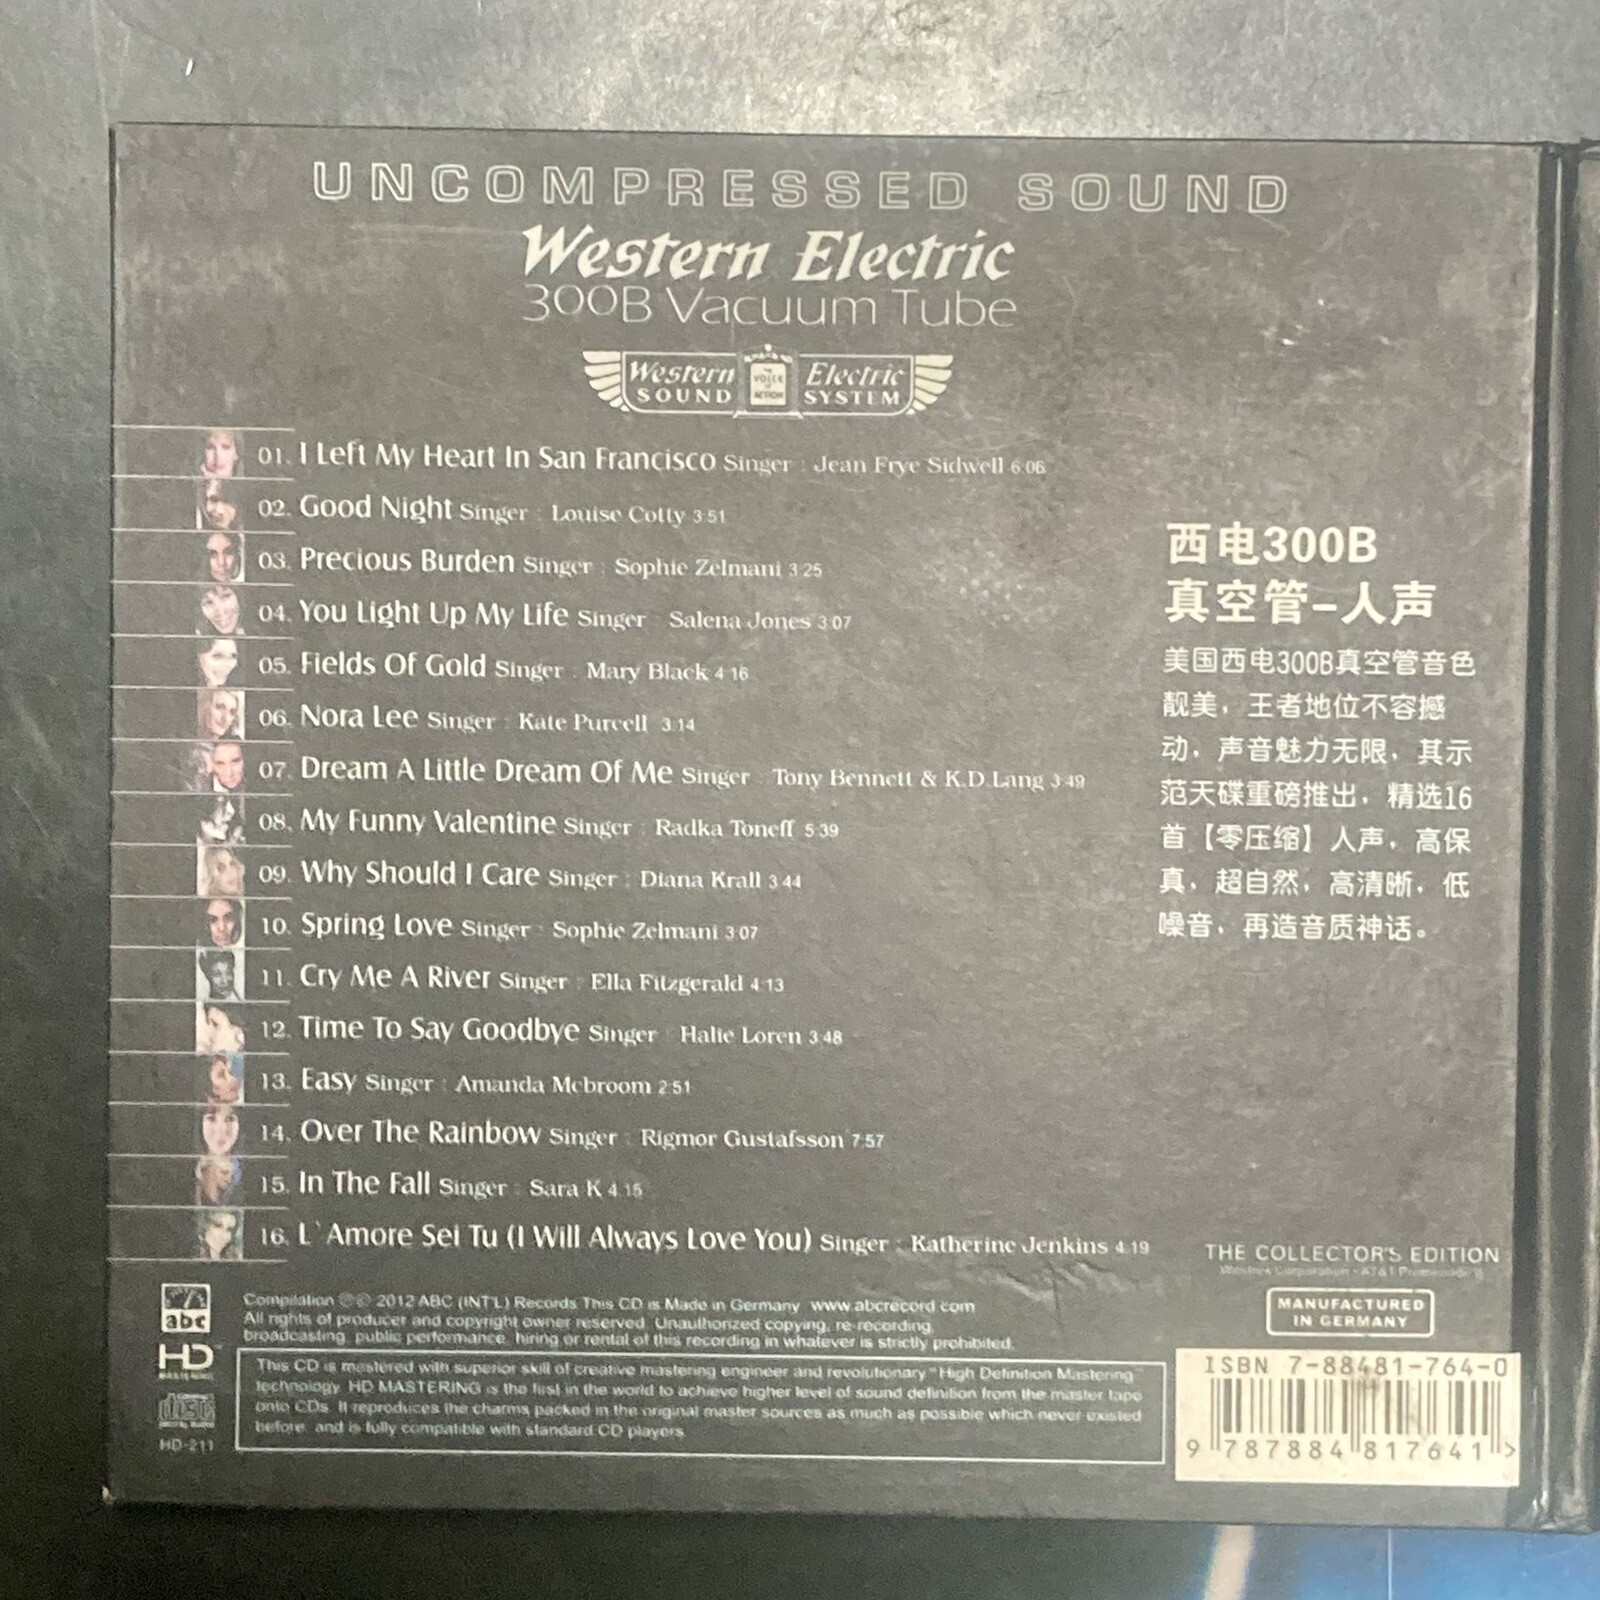 UNCOMPRESSED SOUND
Western Electric
300B Vacuum Tube
Western Electric
SOUND SYSTEM
THE VOICE OF ACTION
01. I Left My Heart In San Francisco Singer : Jean Frye Sidwell 6:06
02. Good Night Singer : Louise Cotty 3:51
03. Precious Burden Singer : Sophie Zelmani 3:25
04. You Light Up My Life Singer : Salena Jones 3:07
05. Fields Of Gold Singer : Mary Black 4:16
06. Nora Lee Singer : Kate Purcell 3:14
07. Dream A Little Dream Of Me Singer : Tony Bennett & K.D.Lang 3:49
08. My Funny Valentine Singer : Radka Toneff 5:39
09. Why Should I Care Singer : Diana Krall 3:44
10. Spring Love Singer : Sophie Zelmani 3:07
11. Cry Me A River Singer : Ella Fitzgerald 4:13
12. Time To Say Goodbye Singer : Halie Loren 3:48
13. Easy Singer : Amanda Mcbroom 2:51
14. Over The Rainbow Singer : Rigmor Gustafsson 7:57
15. In The Fall Singer : Sara K 4:15
16. L`Amore Sei Tu (I Will Always Love You) Singer : Katherine Jenkins 4:19
西电300B
真空管-人声
美国西电300B真空管音色
靓美，王者地位不容撼
动，声音魅力无限，其示
范天碟重磅推出，精选16
首【零压缩】人声，高保
真，超自然，高清晰，低
噪音，再造音质神话。
THE COLLECTOR'S EDITION
MANUFACTURED
IN GERMANY
abc
HD
MASTERING
HD-211
Compilation ℗© 2012 ABC (INT'L) Records This CD is Made in Germany www.abcrecord.com
All rights of producer and copyright owner reserved. Unauthorized copying, re-recording,
broadcasting, public performance, hiring or rental of this recording in whatever is strictly prohibited.
This CD is mastered with superior skill of creative mastering engineer and revolutionary "High Definition Mastering"
technology. HD MASTERING is the first in the world to achieve higher level of sound definition from the master tape
onto CDs. It reproduces the charms packed in the original master sources as much as possible which never existed
before, and is fully compatible with standard CD players.
ISBN 7-88481-764-0
9 787884 817641 >